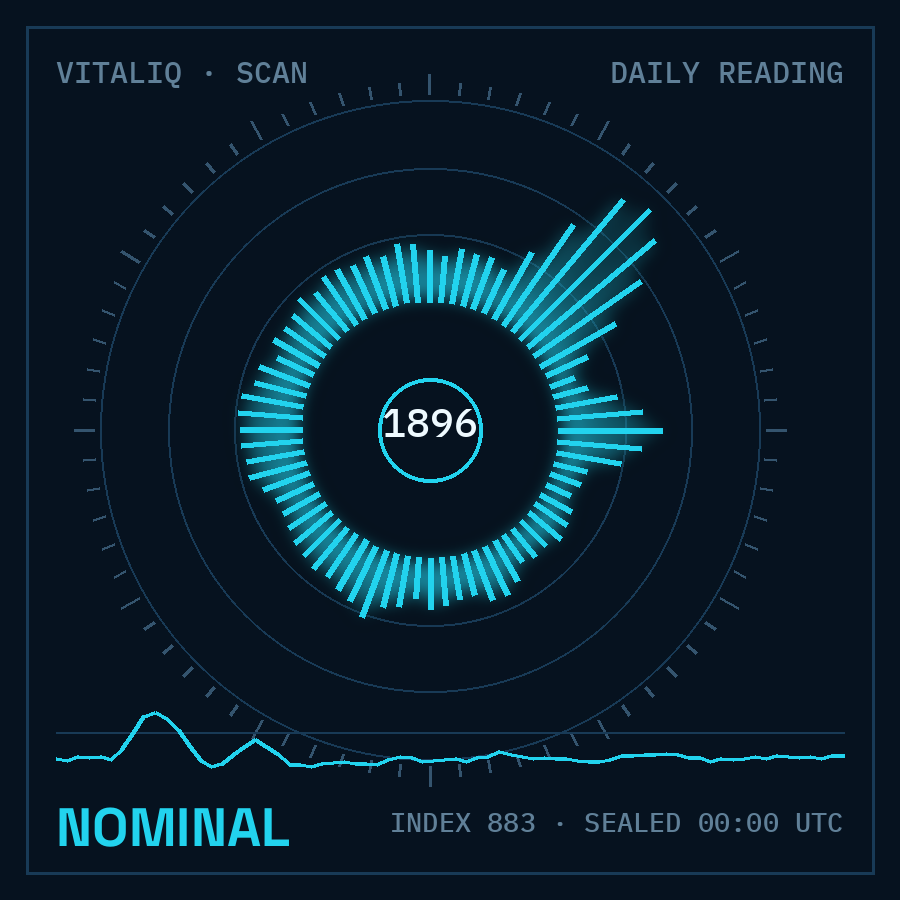 VITALIQ · SCAN
DAILY READING
1896
NOMINAL
INDEX 883 · SEALED 00:00 UTC